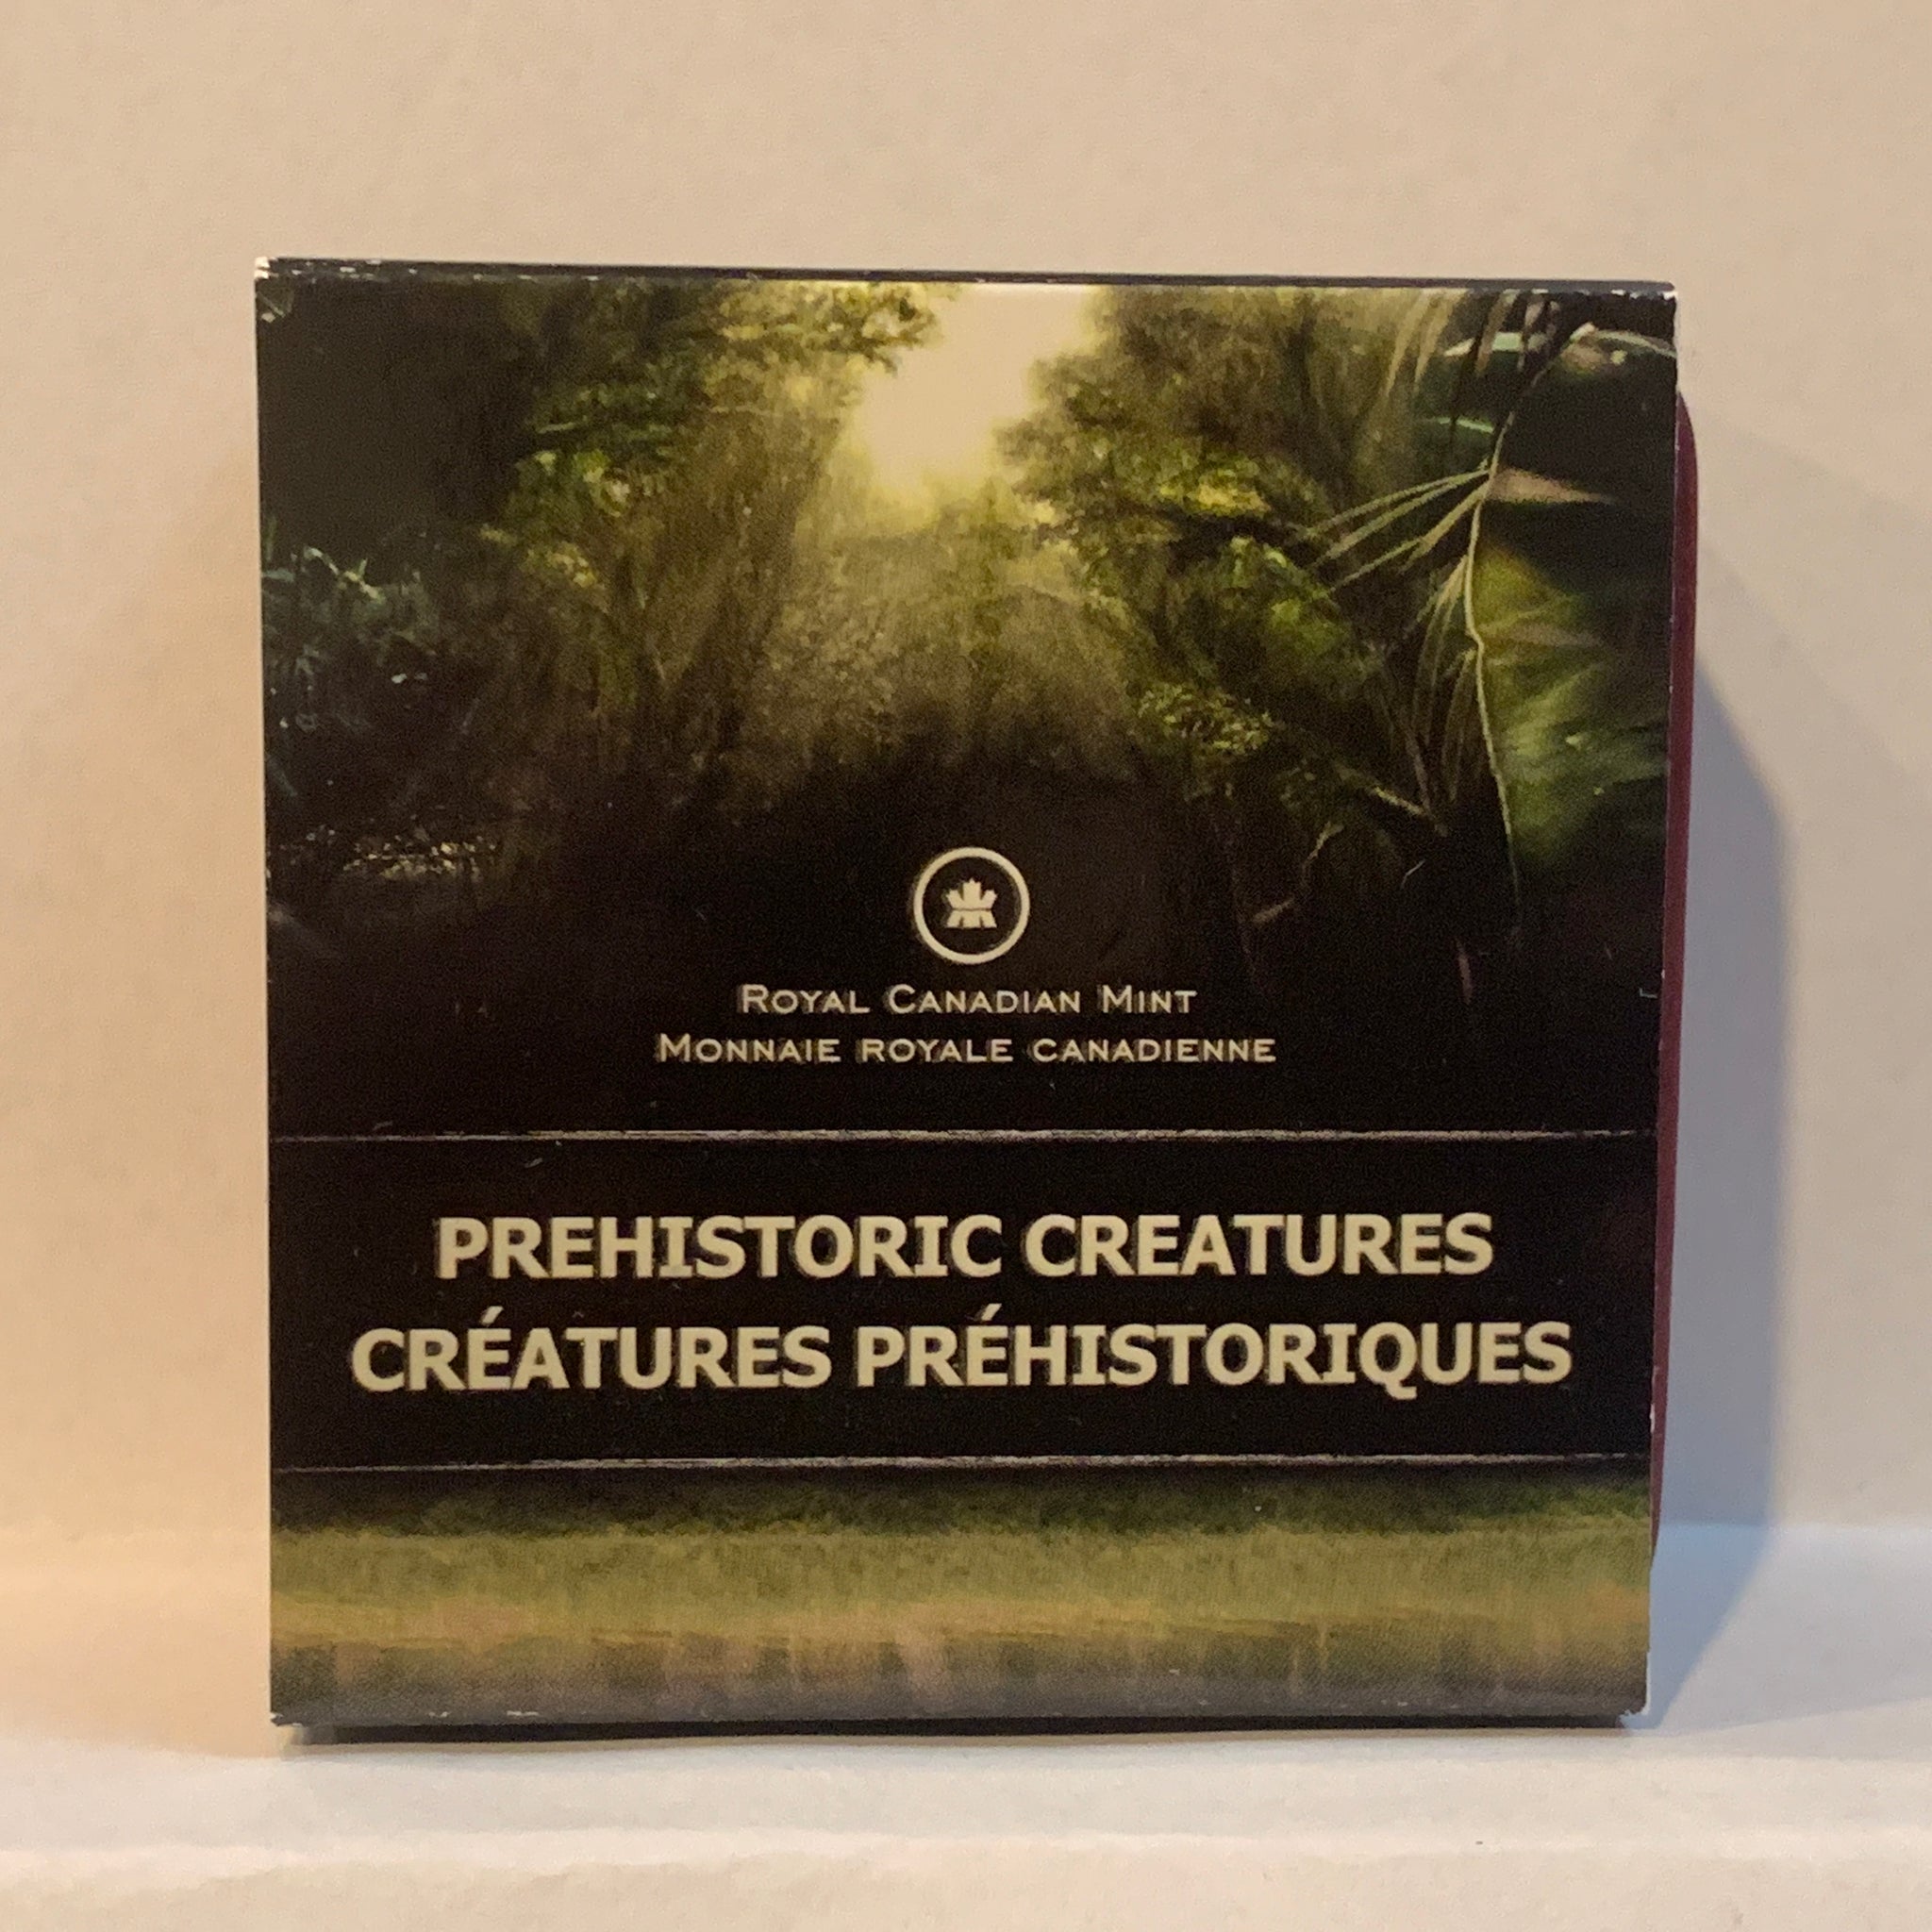 ROYAL CANADIAN MINT
MONNAIE ROYALE CANADIENNE
PREHISTORIC CREATURES
CRÉATURES PRÉHISTORIQUES